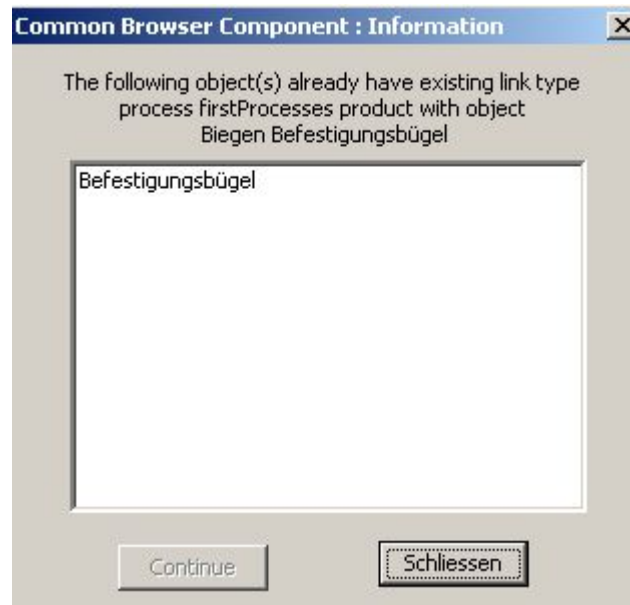 Common Browser Component : Information
The following object(s) already have existing link type
process firstProcesses product with object
Biegen Befestigungsbügel
Befestigungsbügel
Continue
Schliessen